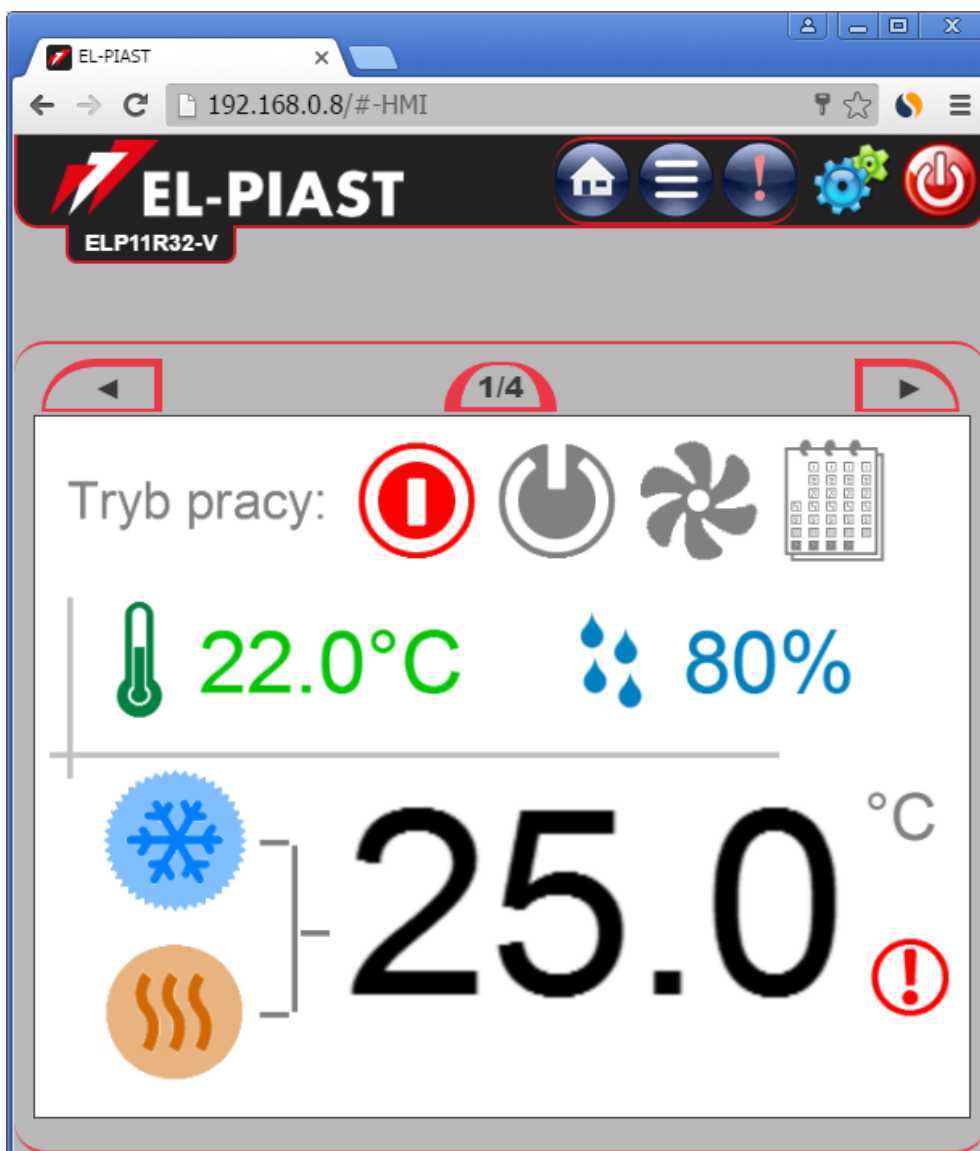 EL-PIAST
192.168.0.8/#-HMI
EL-PIAST
ELP11R32-V
1/4
Tryb pracy:
22.0°C 80%
25.0 °C